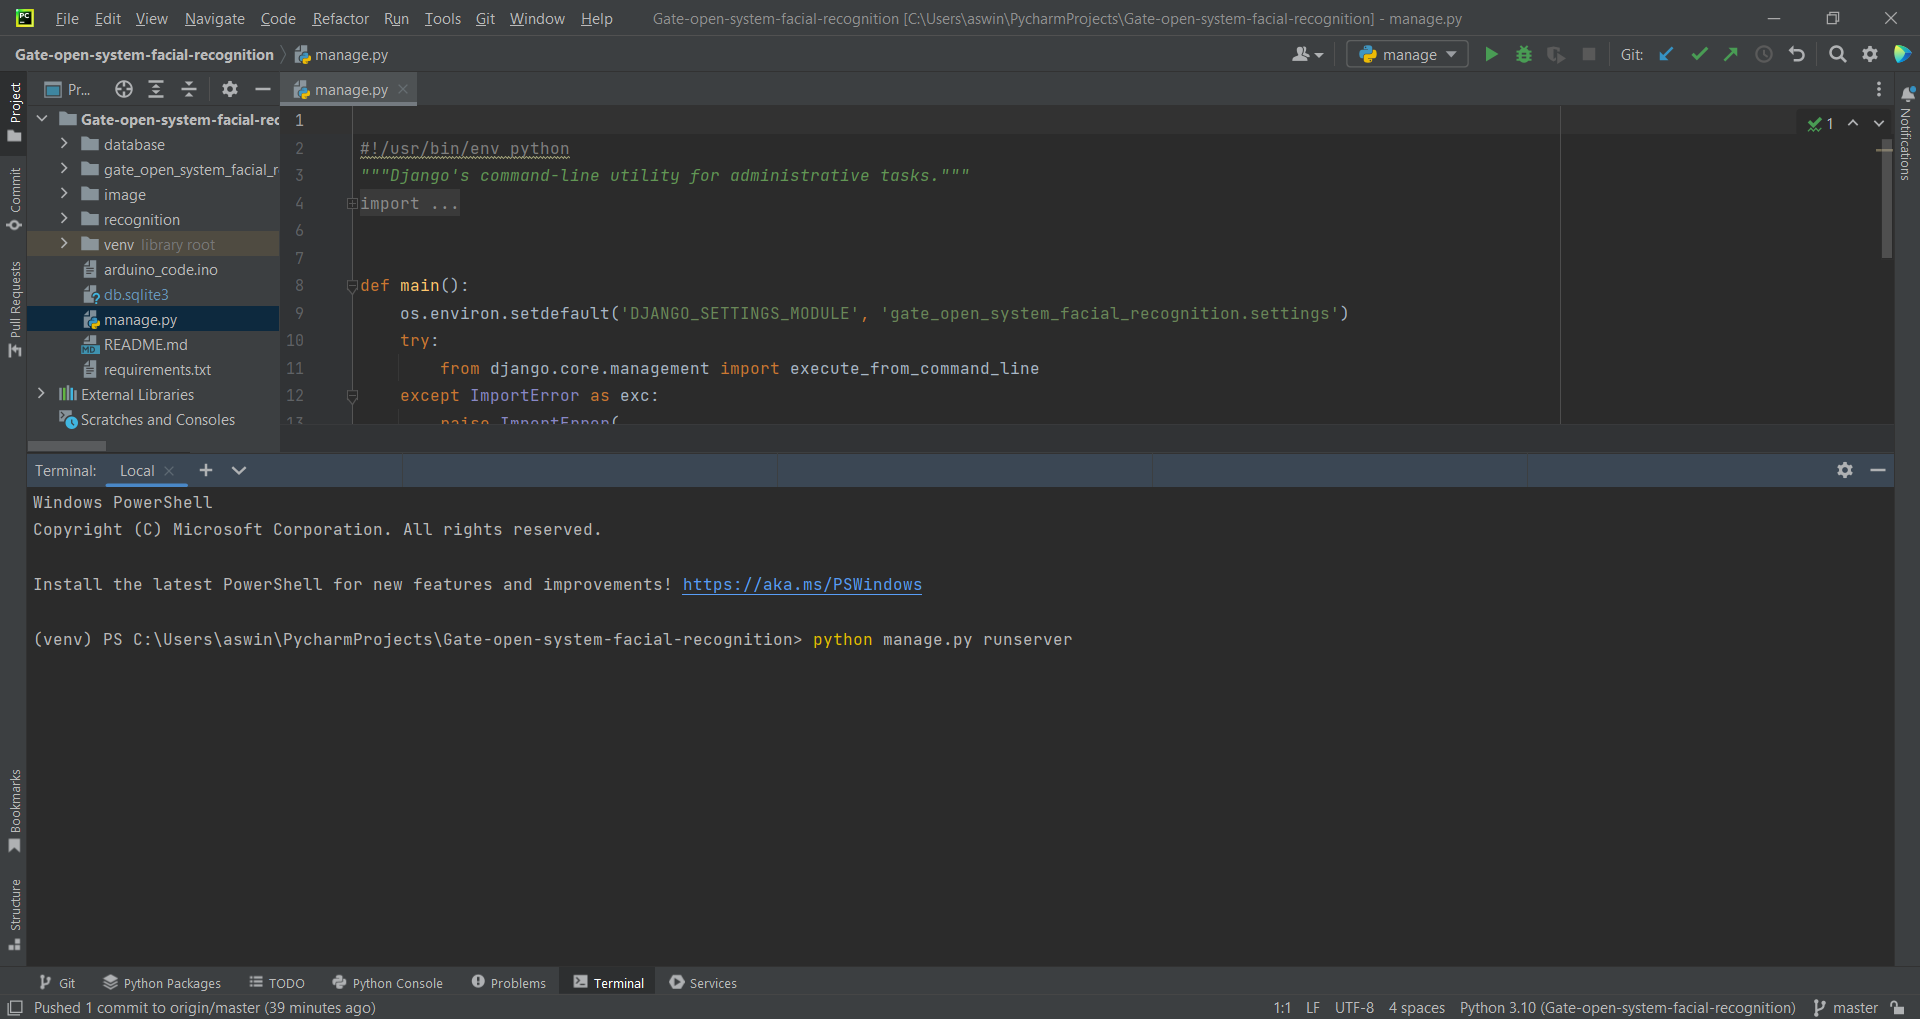 PC
File Edit View Navigate Code Refactor Run Tools Git Window Help Gate-open-system-facial-recognition [C:\Users\aswin\PycharmProjects\Gate-open-system-facial-recognition] - manage.py
Gate-open-system-facial-recognition manage.py manage Git:
Project
Commit
Pull Requests
Bookmarks
Structure
Pr...
Gate-open-system-facial-rec
database
gate_open_system_facial_r
image
recognition
venv library root
arduino_code.ino
db.sqlite3
manage.py
README.md
requirements.txt
External Libraries
Scratches and Consoles
manage.py
1
1
2 #!/usr/bin/env python
3 """Django's command-line utility for administrative tasks."""
4 import ...
6
7
8 def main():
9 os.environ.setdefault('DJANGO_SETTINGS_MODULE', 'gate_open_system_facial_recognition.settings')
10 try:
11 from django.core.management import execute_from_command_line
12 except ImportError as exc:
13 raise ImportError(
Notifications
Terminal: Local
Windows PowerShell
Copyright (C) Microsoft Corporation. All rights reserved.
Install the latest PowerShell for new features and improvements! https://aka.ms/PSWindows
(venv) PS C:\Users\aswin\PycharmProjects\Gate-open-system-facial-recognition> python manage.py runserver
Git Python Packages TODO Python Console Problems Terminal Services
Pushed 1 commit to origin/master (39 minutes ago) 1:1 LF UTF-8 4 spaces Python 3.10 (Gate-open-system-facial-recognition) master